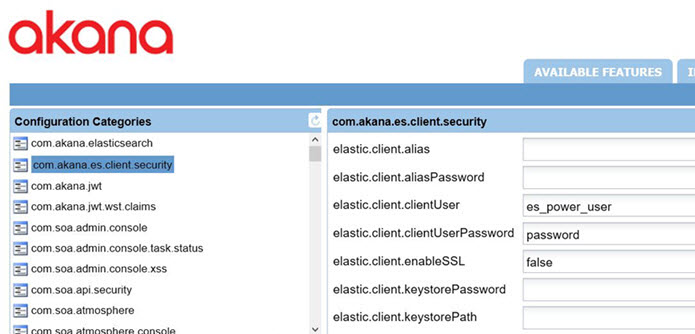 akana
AVAILABLE FEATURES
Configuration Categories
com.akana.elasticsearch
com.akana.es.client.security
com.akana.jwt
com.akana.jwt.wst.claims
com.soa.admin.console
com.soa.admin.console.task.status
com.soa.admin.console.xss
com.soa.api.security
com.soa.atmosphere
com.soa.atmosphere.console
com.akana.es.client.security
elastic.client.alias
elastic.client.aliasPassword
elastic.client.clientUser es_power_user
elastic.client.clientUserPassword password
elastic.client.enableSSL false
elastic.client.keystorePassword
elastic.client.keystorePath